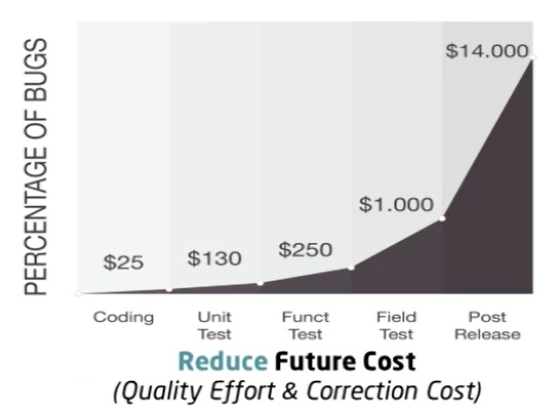 PERCENTAGE OF BUGS
$14.000
$1.000
$250
$130
$25
Coding
Unit
Test
Funct
Test
Field
Test
Post
Release
Reduce Future Cost
(Quality Effort & Correction Cost)